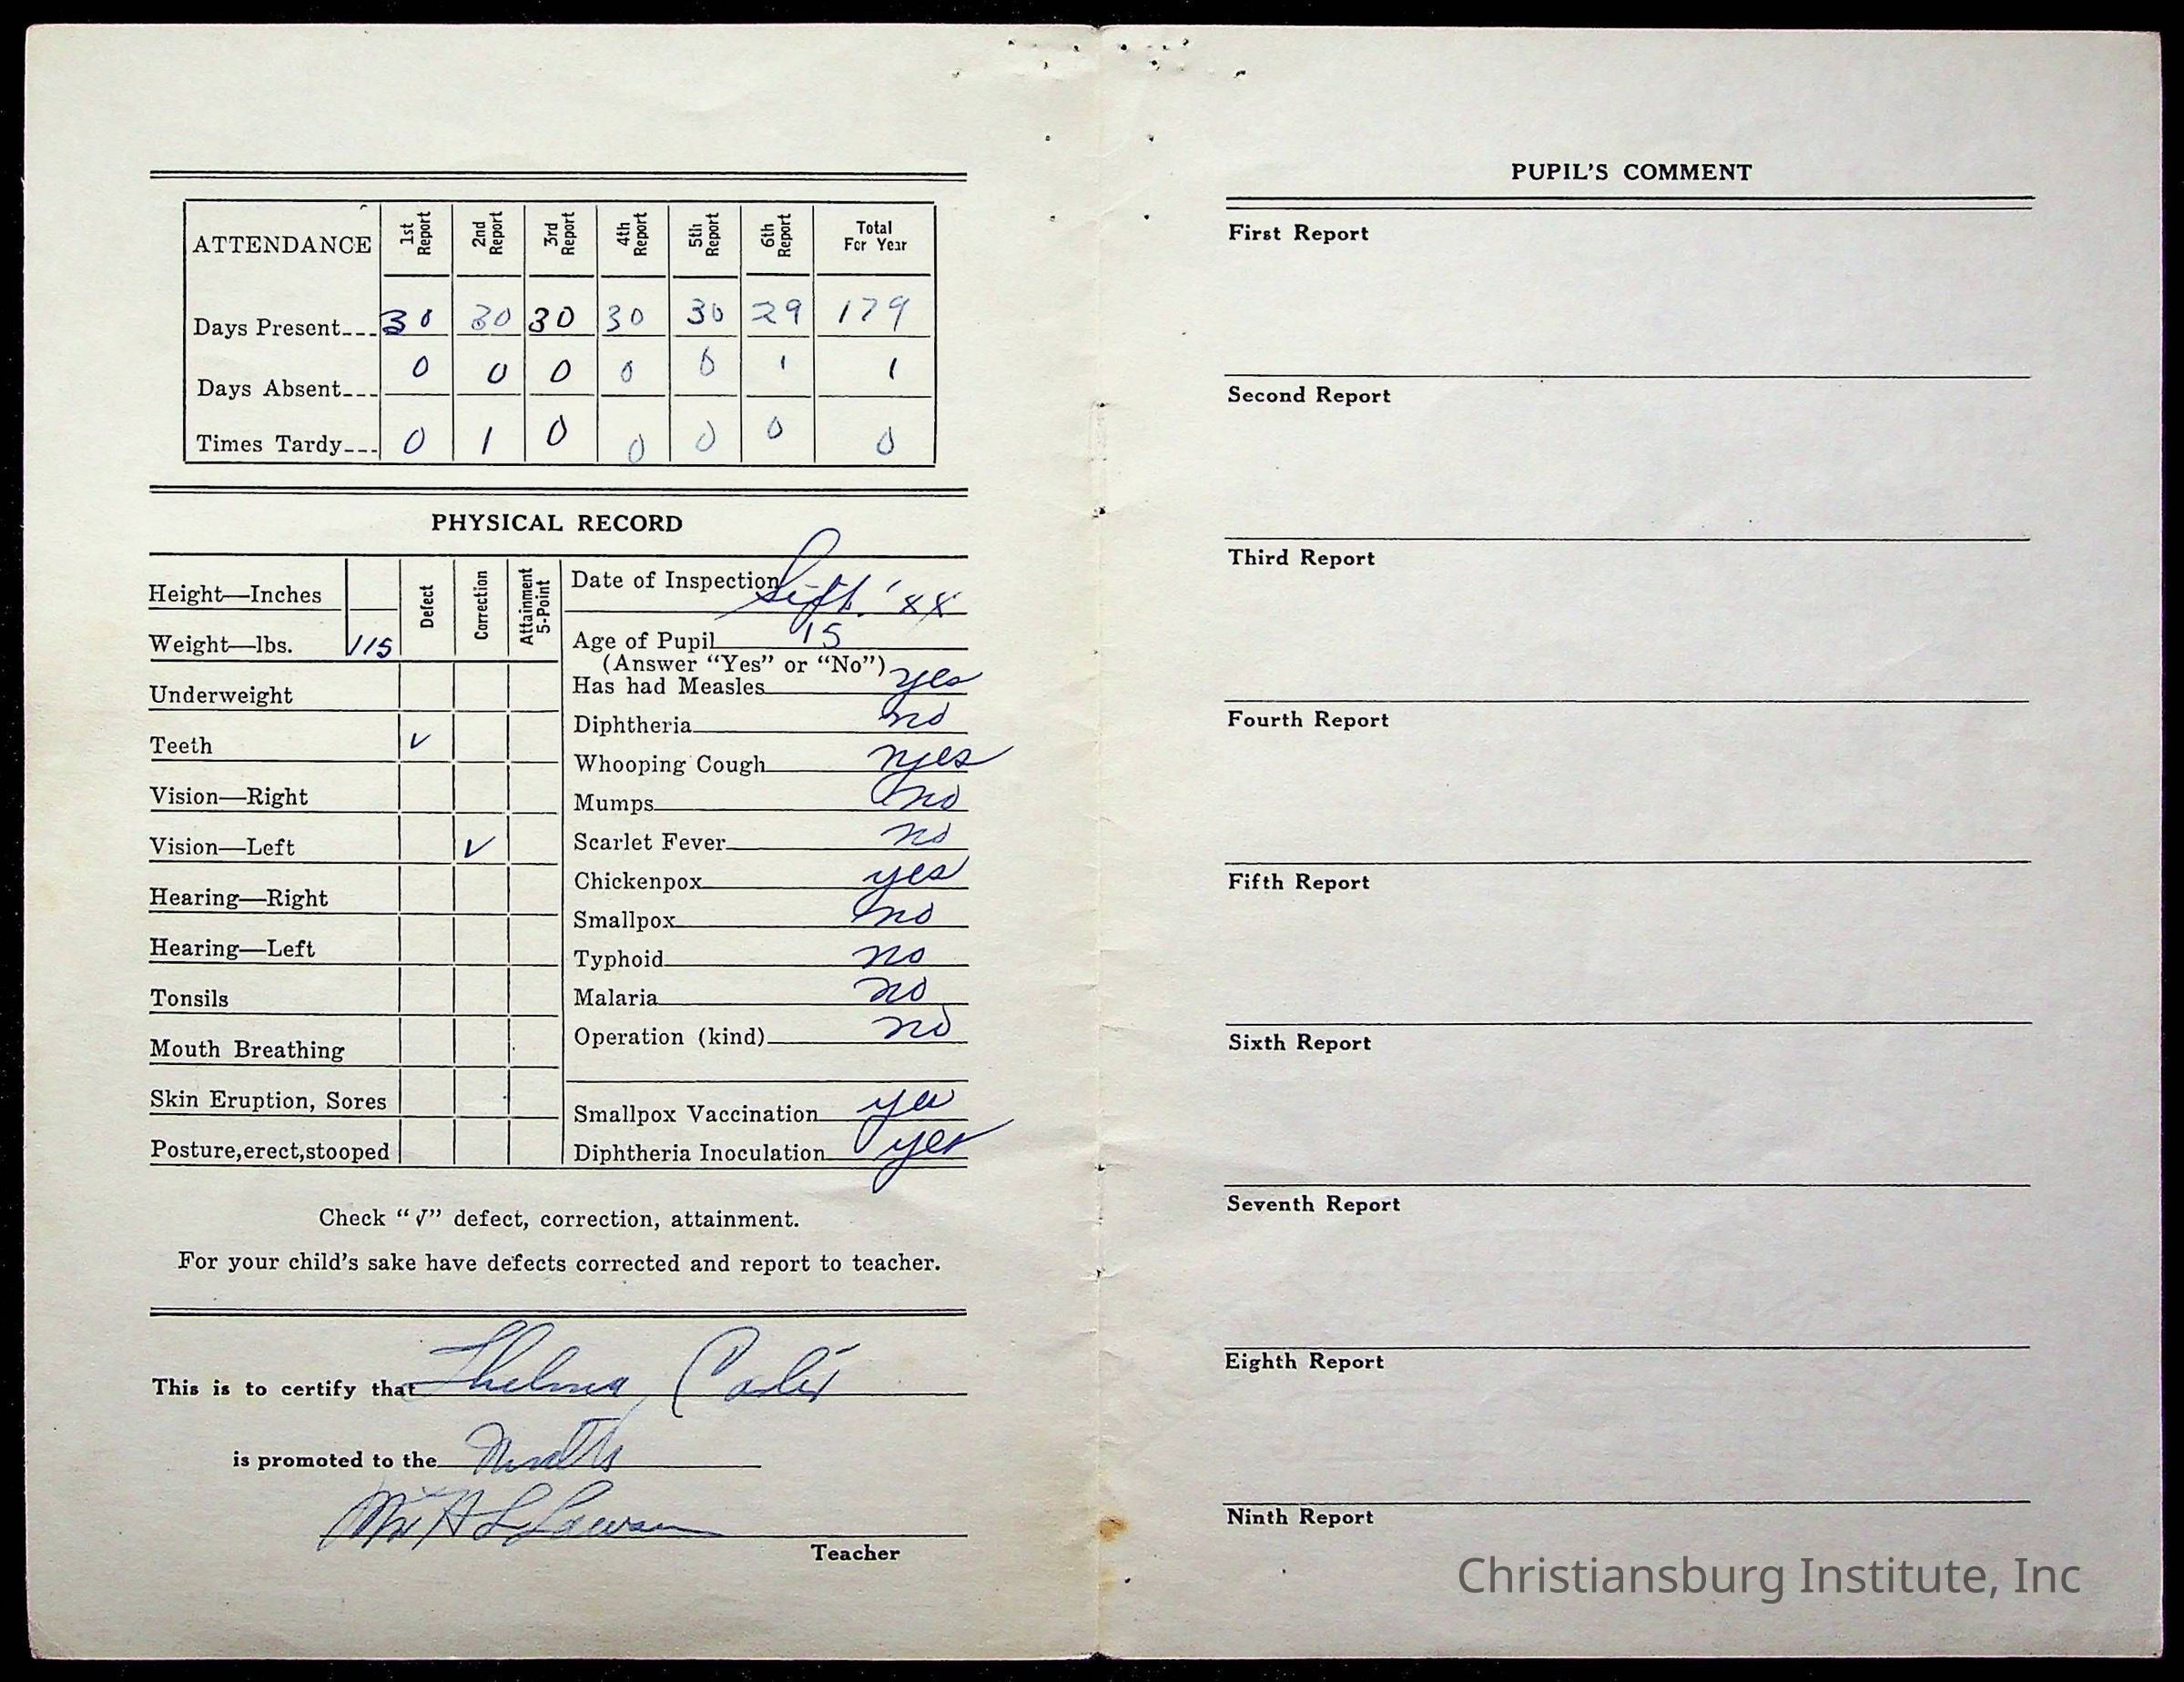 ATTENDANCE 1st Report 2nd Report 3rd Report 4th Report 5th Report 6th Report Total For Year
Days Present 30 30 30 30 30 29 179
Days Absent 0 0 0 0 0 1 1
Times Tardy 0 1 0 0 0 0 0
PHYSICAL RECORD
Height—Inches
Defect
Correction
Attainment 5-Point
Weight—lbs. 115
Underweight
Teeth √
Vision—Right
Vision—Left √
Hearing—Right
Hearing—Left
Tonsils
Mouth Breathing
Skin Eruption, Sores
Posture,erect,stooped
Date of Inspection Sept.
Age of Pupil 15
(Answer "Yes" or "No")
Has had Measles yes
Diphtheria no
Whooping Cough yes
Mumps no
Scarlet Fever no
Chickenpox yes
Smallpox no
Typhoid no
Malaria no
Operation (kind) no
Smallpox Vaccination yes
Diphtheria Inoculation yes
Check "√" defect, correction, attainment.
For your child's sake have defects corrected and report to teacher.
This is to certify that Thelma
is promoted to the
H L Lawson
Teacher
PUPIL'S COMMENT
First Report
Second Report
Third Report
Fourth Report
Fifth Report
Sixth Report
Seventh Report
Eighth Report
Ninth Report
Christiansburg Institute, Inc